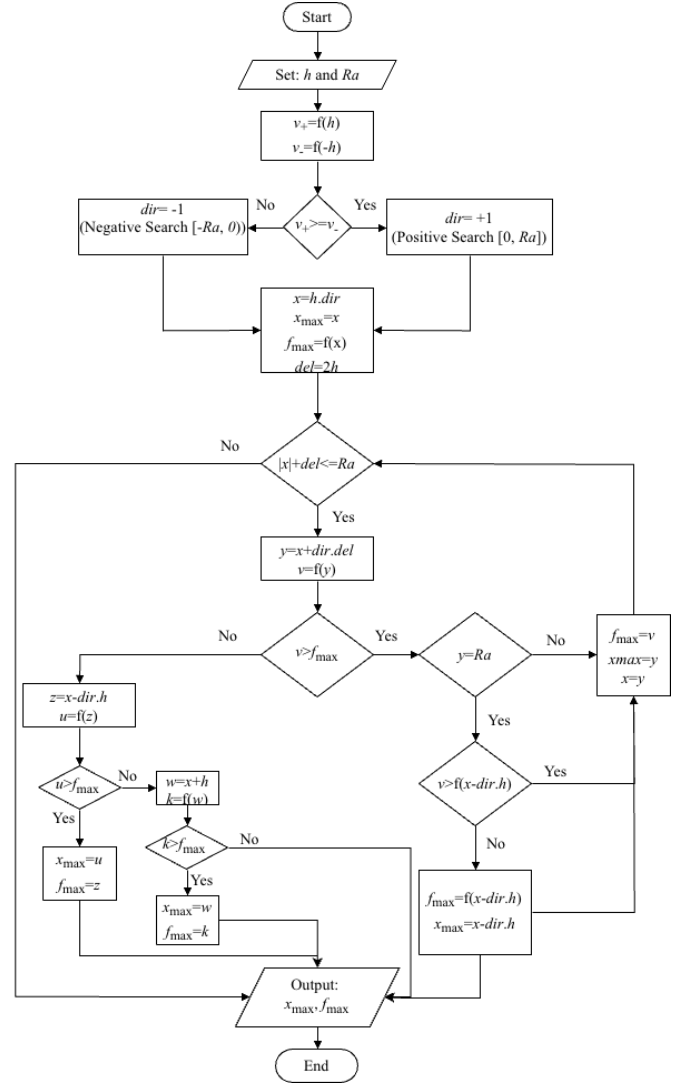 Start
Set: h and Ra
v₊=f(h)
v₋=f(-h)
No
Yes
dir= -1
(Negative Search [-Ra, 0))
v₊>=v₋
dir= +1
(Positive Search [0, Ra])
x=h.dir
xmax=x
fmax=f(x)
del=2h
No
|x|+del<=Ra
Yes
y=x+dir.del
v=f(y)
No
v>fmax
Yes
y=Ra
No
fmax=v
xmax=y
x=y
z=x-dir.h
u=f(z)
Yes
u>fmax
No
w=x+h
k=f(w)
v>f(x-dir.h)
Yes
Yes
k>fmax
No
No
xmax=u
fmax=z
Yes
xmax=w
fmax=k
fmax=f(x-dir.h)
xmax=x-dir.h
Output:
xmax, fmax
End